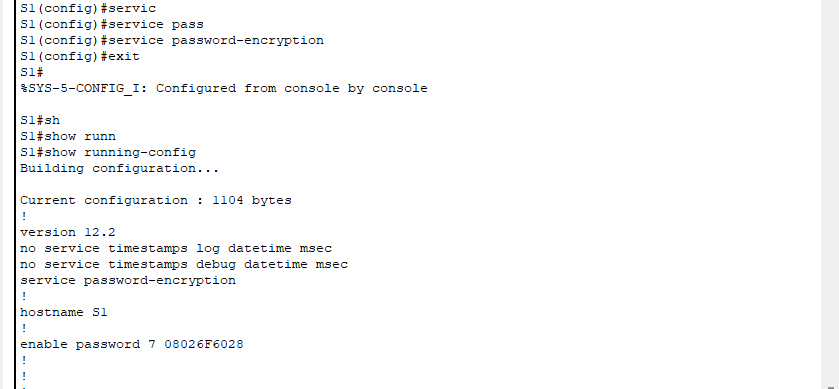 S1(config)#servic
S1(config)#service pass
S1(config)#service password-encryption
S1(config)#exit
S1#
%SYS-5-CONFIG_I: Configured from console by console
S1#sh
S1#show runn
S1#show running-config
Building configuration...
Current configuration : 1104 bytes
!
version 12.2
no service timestamps log datetime msec
no service timestamps debug datetime msec
service password-encryption
!
hostname S1
!
enable password 7 08026F6028
!
!